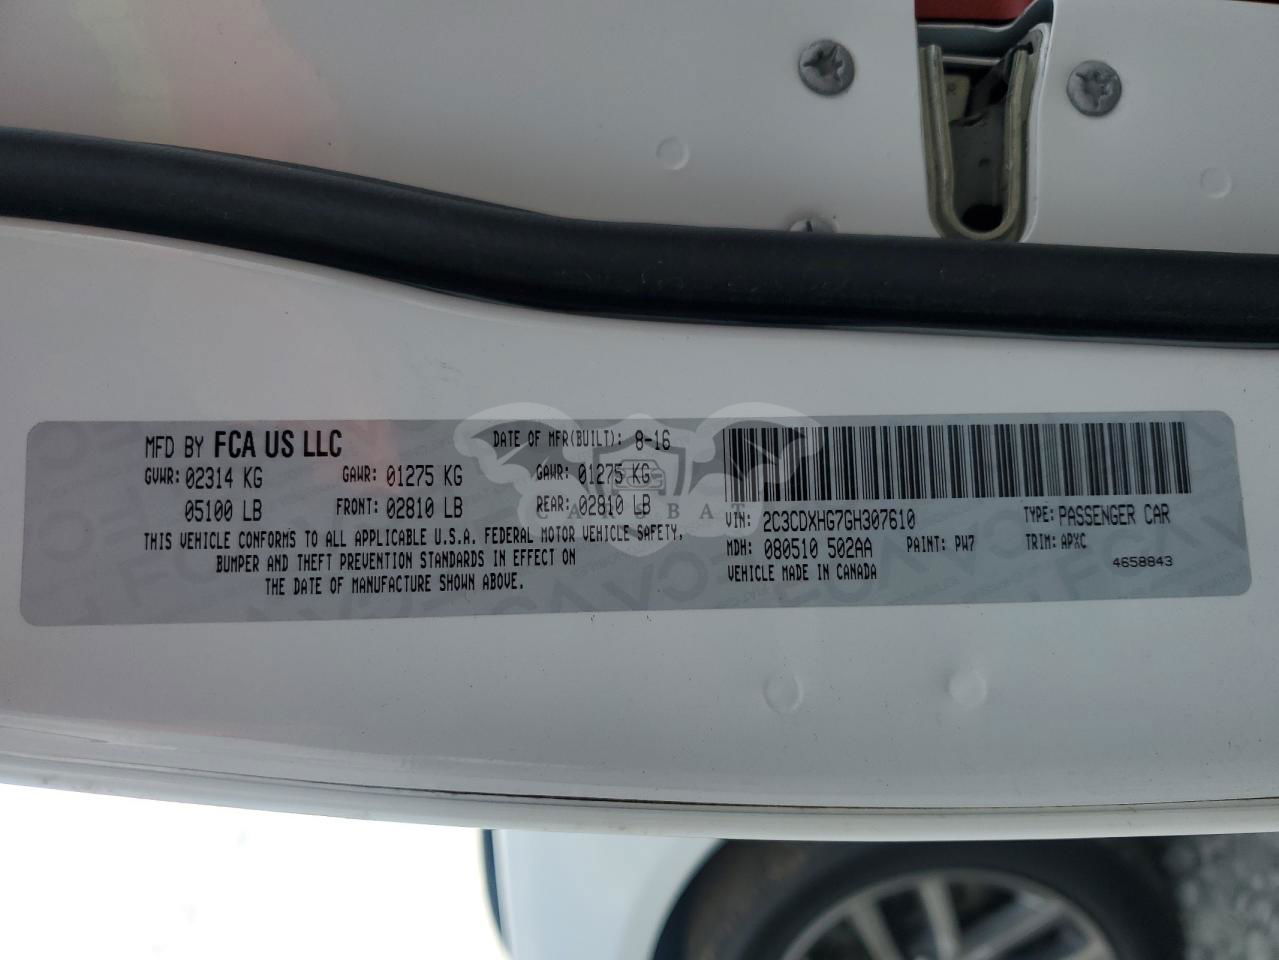 MFD BY FCA US LLC
DATE OF MFR(BUILT): 8-16
GVWR: 02314 KG GAWR: 01275 KG GAWR: 01275 KG
05100 LB FRONT: 02810 LB REAR: 02810 LB
THIS VEHICLE CONFORMS TO ALL APPLICABLE U.S.A. FEDERAL MOTOR VEHICLE SAFETY,
BUMPER AND THEFT PREVENTION STANDARDS IN EFFECT ON
THE DATE OF MANUFACTURE SHOWN ABOVE.
VIN: 2C3CDXHG7GH307610 TYPE: PASSENGER CAR
MDH: 080510 502AA PAINT: PW7 TRIM: APXC
VEHICLE MADE IN CANADA 4658843
CARSBAT